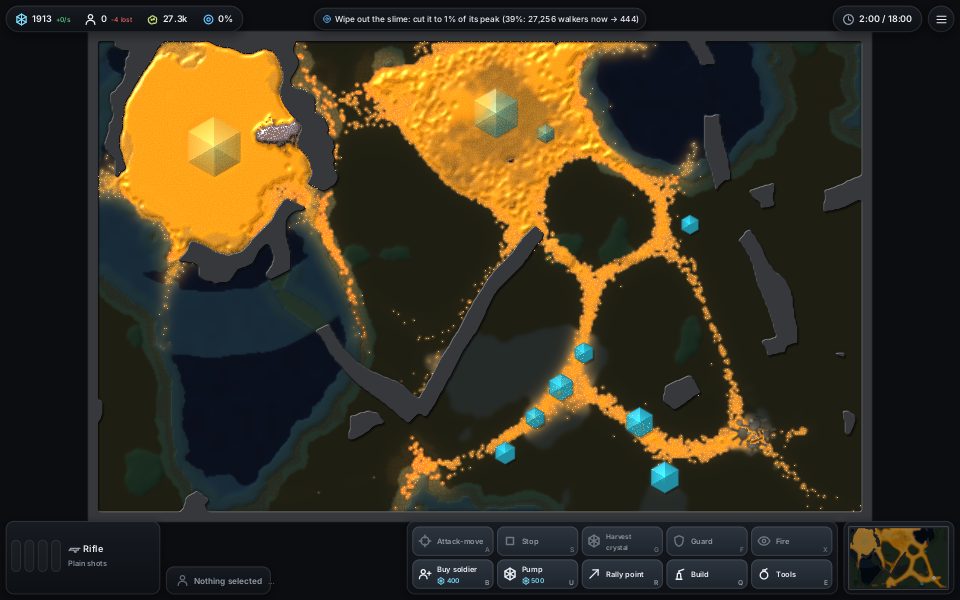 1913 +0/s 0 -4 lost 27.3k 0%
Wipe out the slime: cut it to 1% of its peak (39%: 27,256 walkers now → 444)
2:00 / 18:00
Rifle
Plain shots
Nothing selected ...
Attack-move A
Stop S
Harvest crystal G
Guard F
Fire X
Buy soldier 400 B
Pump 500 U
Rally point R
Build Q
Tools E